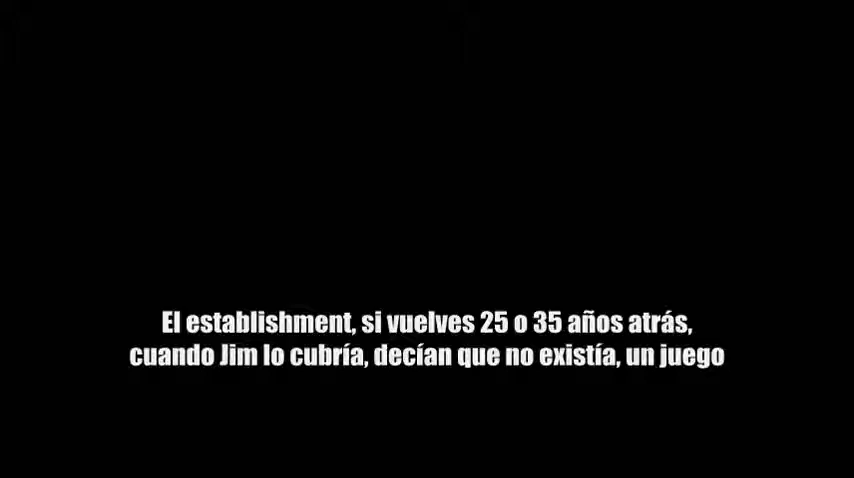 El establishment, si vuelves 25 o 35 años atrás,
cuando Jim lo cubría, decían que no existía, un juego